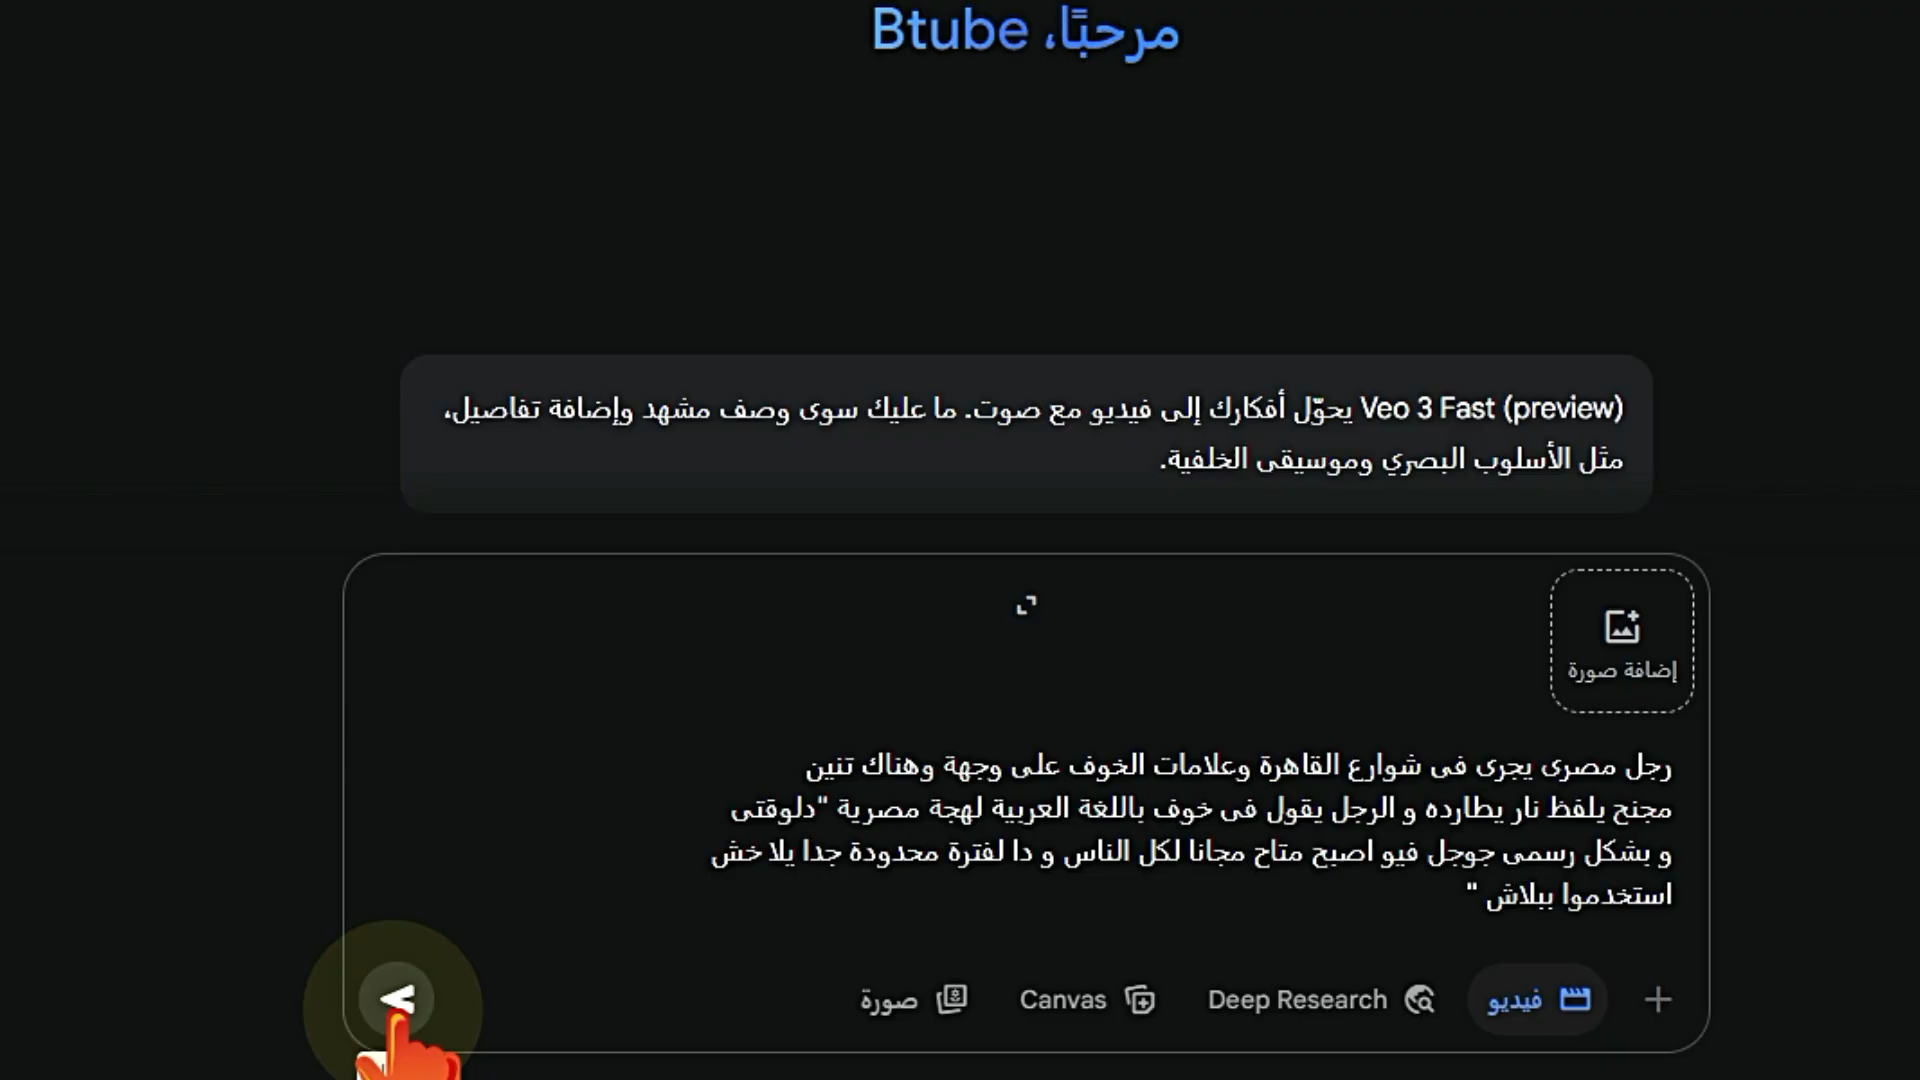 مرحبًا، Btube
Veo 3 Fast (preview) يحوّل أفكارك إلى فيديو مع صوت. ما عليك سوى وصف مشهد وإضافة تفاصيل،
مثل الأسلوب البصري وموسيقى الخلفية.
إضافة صورة
رجل مصرى يجرى فى شوارع القاهرة وعلامات الخوف على وجهة وهناك تنين
مجنح يلفظ نار يطارده و الرجل يقول فى خوف باللغة العربية لهجة مصرية "دلوقتى
و بشكل رسمى جوجل فيو اصبح متاح مجانا لكل الناس و دا لفترة محدودة جدا يلا خش
استخدموا ببلاش "
فيديو Deep Research Canvas صورة